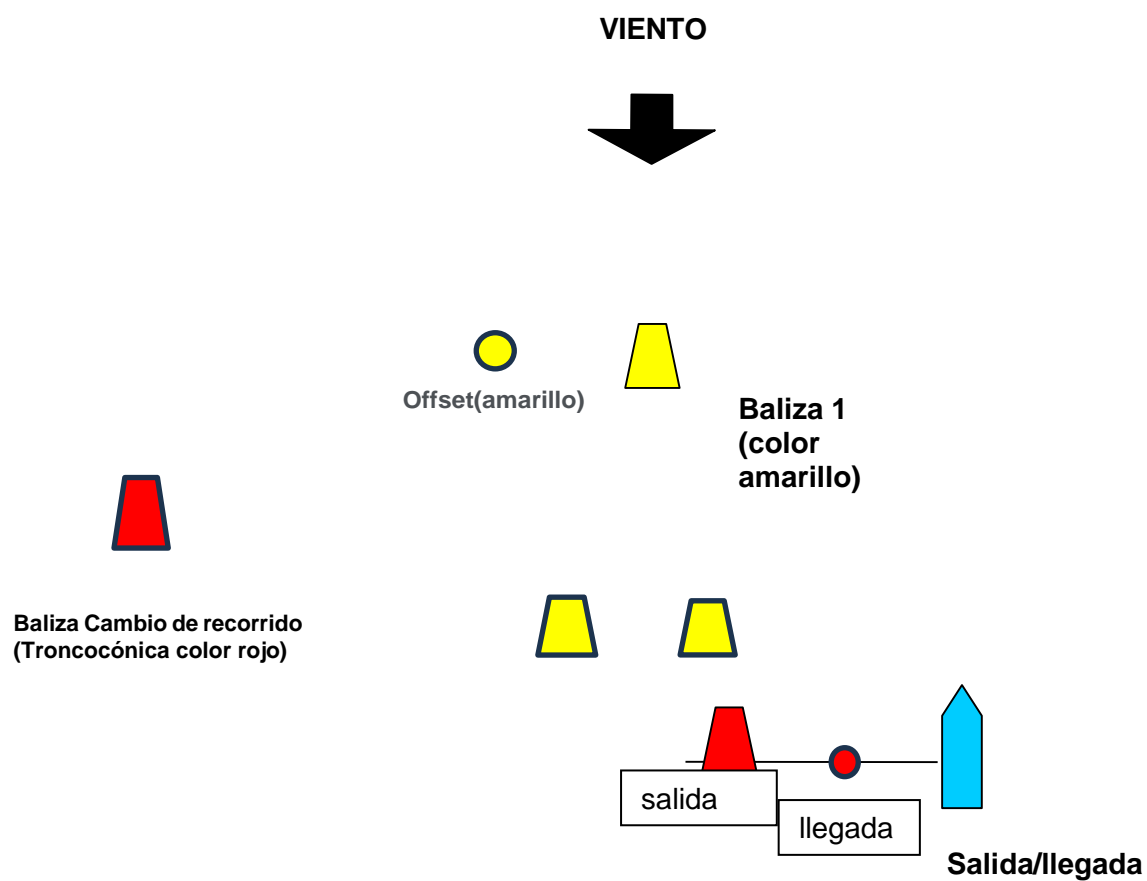 VIENTO
Offset(amarillo)
Baliza 1
(color
amarillo)
Baliza Cambio de recorrido
(Troncocónica color rojo)
salida
llegada
Salida/llegada